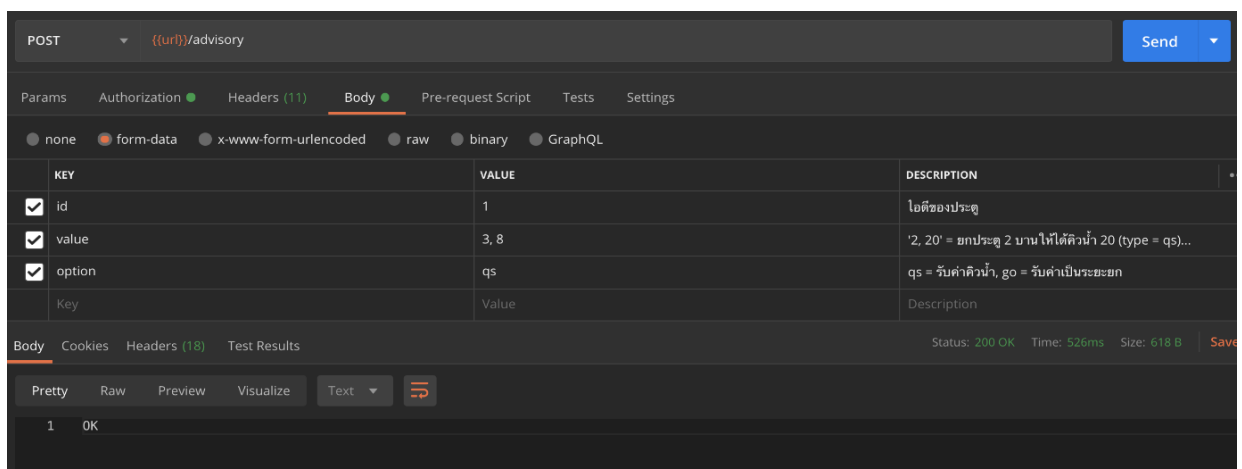 POST {{url}}/advisory Send
Params Authorization Headers (11) Body Pre-request Script Tests Settings
none form-data x-www-form-urlencoded raw binary GraphQL
KEY VALUE DESCRIPTION
id 1 ไอดีของประตู
value 3, 8 '2, 20' = ยกประตู 2 บานให้ได้คิวน้ำ 20 (type = qs)...
option qs qs = รับค่าคิวน้ำ, go = รับค่าเป็นระยะยก
Key Value Description
Body Cookies Headers (18) Test Results Status: 200 OK Time: 526ms Size: 618 B Save
Pretty Raw Preview Visualize Text
1 OK